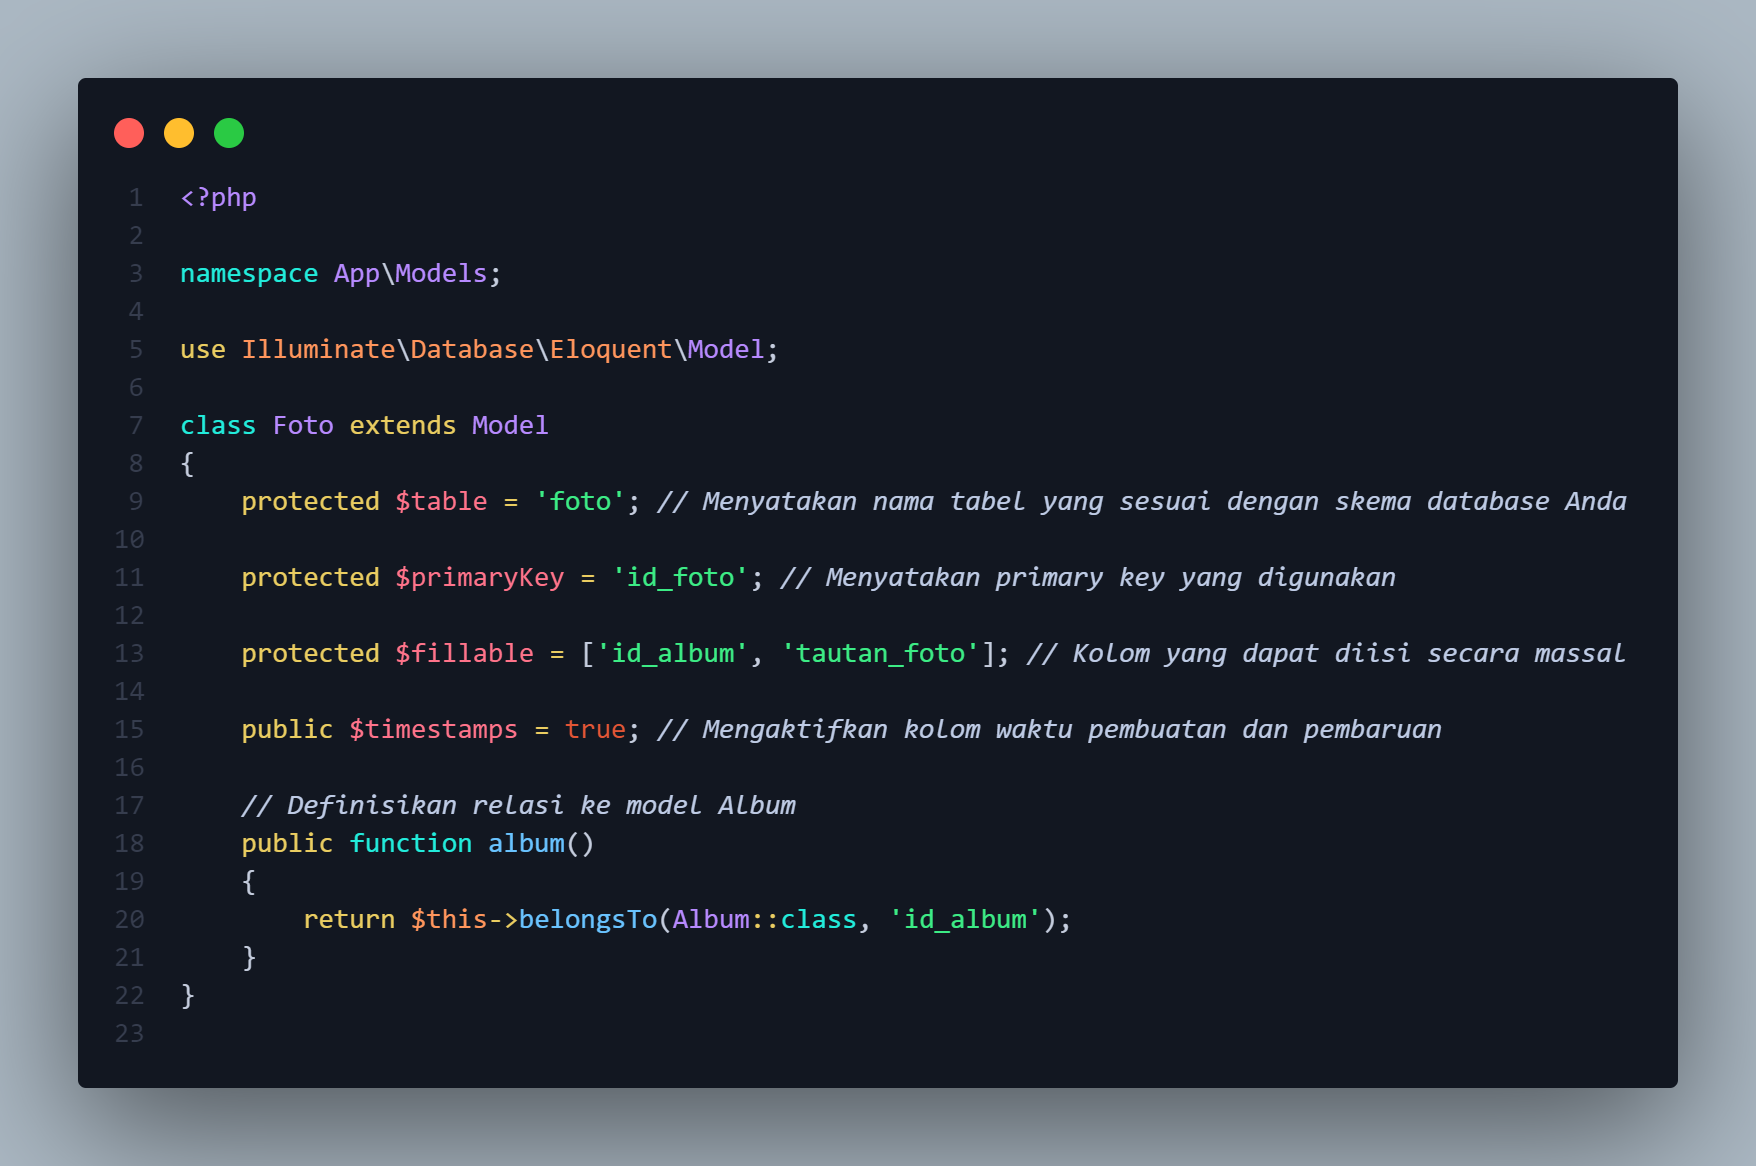 1 <?php
2
3 namespace App\Models;
4
5 use Illuminate\Database\Eloquent\Model;
6
7 class Foto extends Model
8 {
9     protected $table = 'foto'; // Menyatakan nama tabel yang sesuai dengan skema database Anda
10
11     protected $primaryKey = 'id_foto'; // Menyatakan primary key yang digunakan
12
13     protected $fillable = ['id_album', 'tautan_foto']; // Kolom yang dapat diisi secara massal
14
15     public $timestamps = true; // Mengaktifkan kolom waktu pembuatan dan pembaruan
16
17     // Definisikan relasi ke model Album
18     public function album()
19     {
20         return $this->belongsTo(Album::class, 'id_album');
21     }
22 }
23